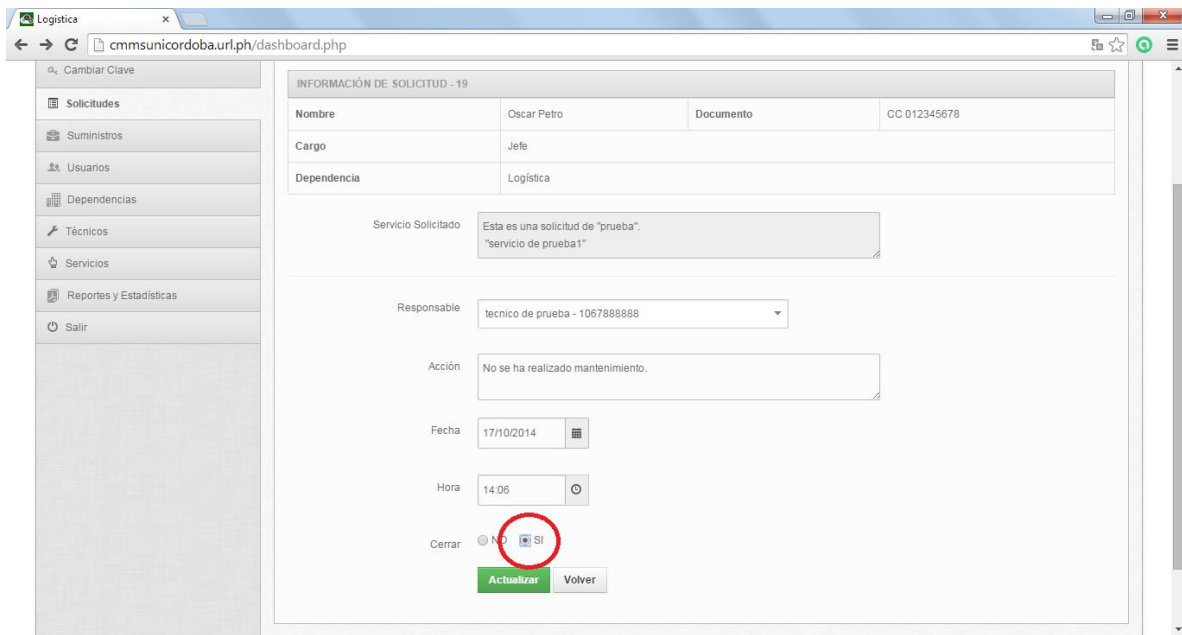 Logistica
cmmsunicordoba.url.ph/dashboard.php
Cambiar Clave
Solicitudes
Suministros
Usuarios
Dependencias
Técnicos
Servicios
Reportes y Estadísticas
Salir
INFORMACIÓN DE SOLICITUD - 19
Nombre Oscar Petro Documento CC 012345678
Cargo Jefe
Dependencia Logística
Servicio Solicitado Esta es una solicitud de "prueba".
"servicio de prueba1"
Responsable tecnico de prueba - 1067888888
Acción No se ha realizado mantenimiento.
Fecha 17/10/2014
Hora 14:06
Cerrar NO SI
Actualizar Volver